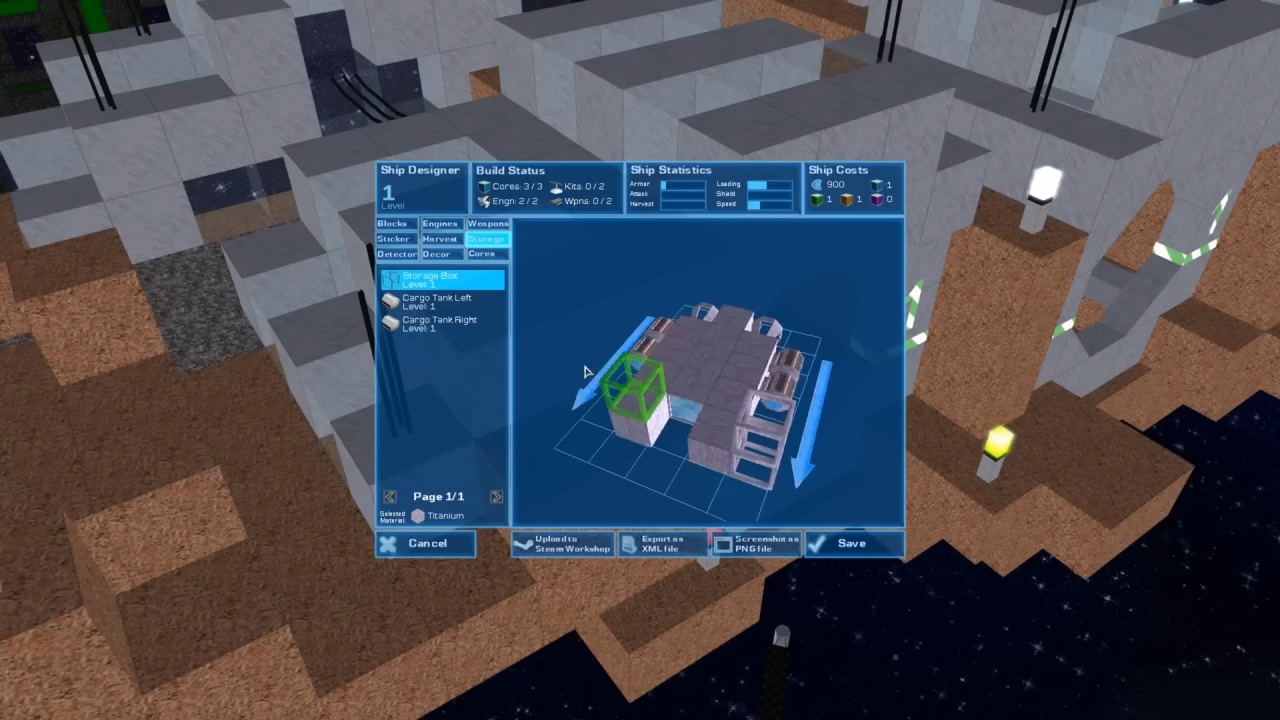 Ship Designer
1
Level
Build Status
Cores: 3 / 3
Kits: 0 / 2
Engn: 2 / 2
Wpns: 0 / 2
Ship Statistics
Armor
Attack
Harvest
Loading
Shield
Speed
Ship Costs
900
1
1
1
0
Blocks
Engines
Weapons
Sticker
Harvest
Storage
Detector
Decor
Cores
Storage Box
Level: 1
Cargo Tank Left
Level: 1
Cargo Tank Right
Level: 1
Page 1/1
Selected
Material:
Titanium
Cancel
Upload to
Steam Workshop
Export as
XML file
Screenshot as
PNG file
Save